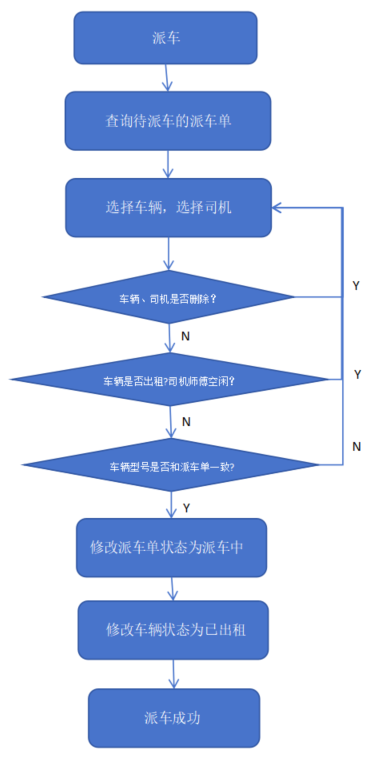 派车
查询待派车的派车单
选择车辆，选择司机
车辆、司机是否删除？
Y
N
车辆是否出租?司机师傅空闲？
Y
N
车辆型号是否和派车单一致?
N
Y
修改派车单状态为派车中
修改车辆状态为已出租
派车成功